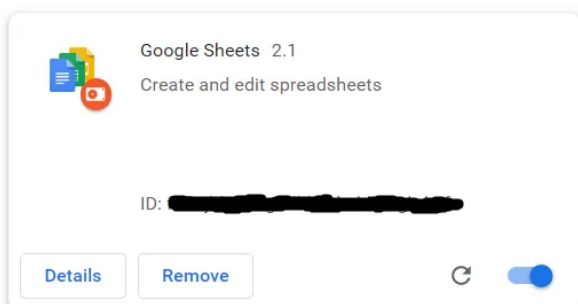 Google Sheets 2.1
Create and edit spreadsheets
ID:
Details
Remove